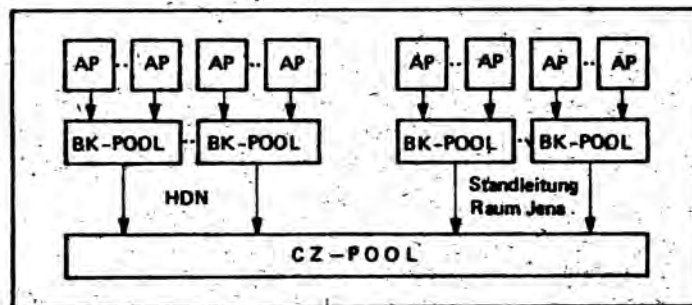 AP·· AP AP·· AP AP·· AP AP·· AP
BK-POOL BK-POOL BK-POOL BK-POOL
HDN
Standleitung
Raum Jena
CZ-POOL